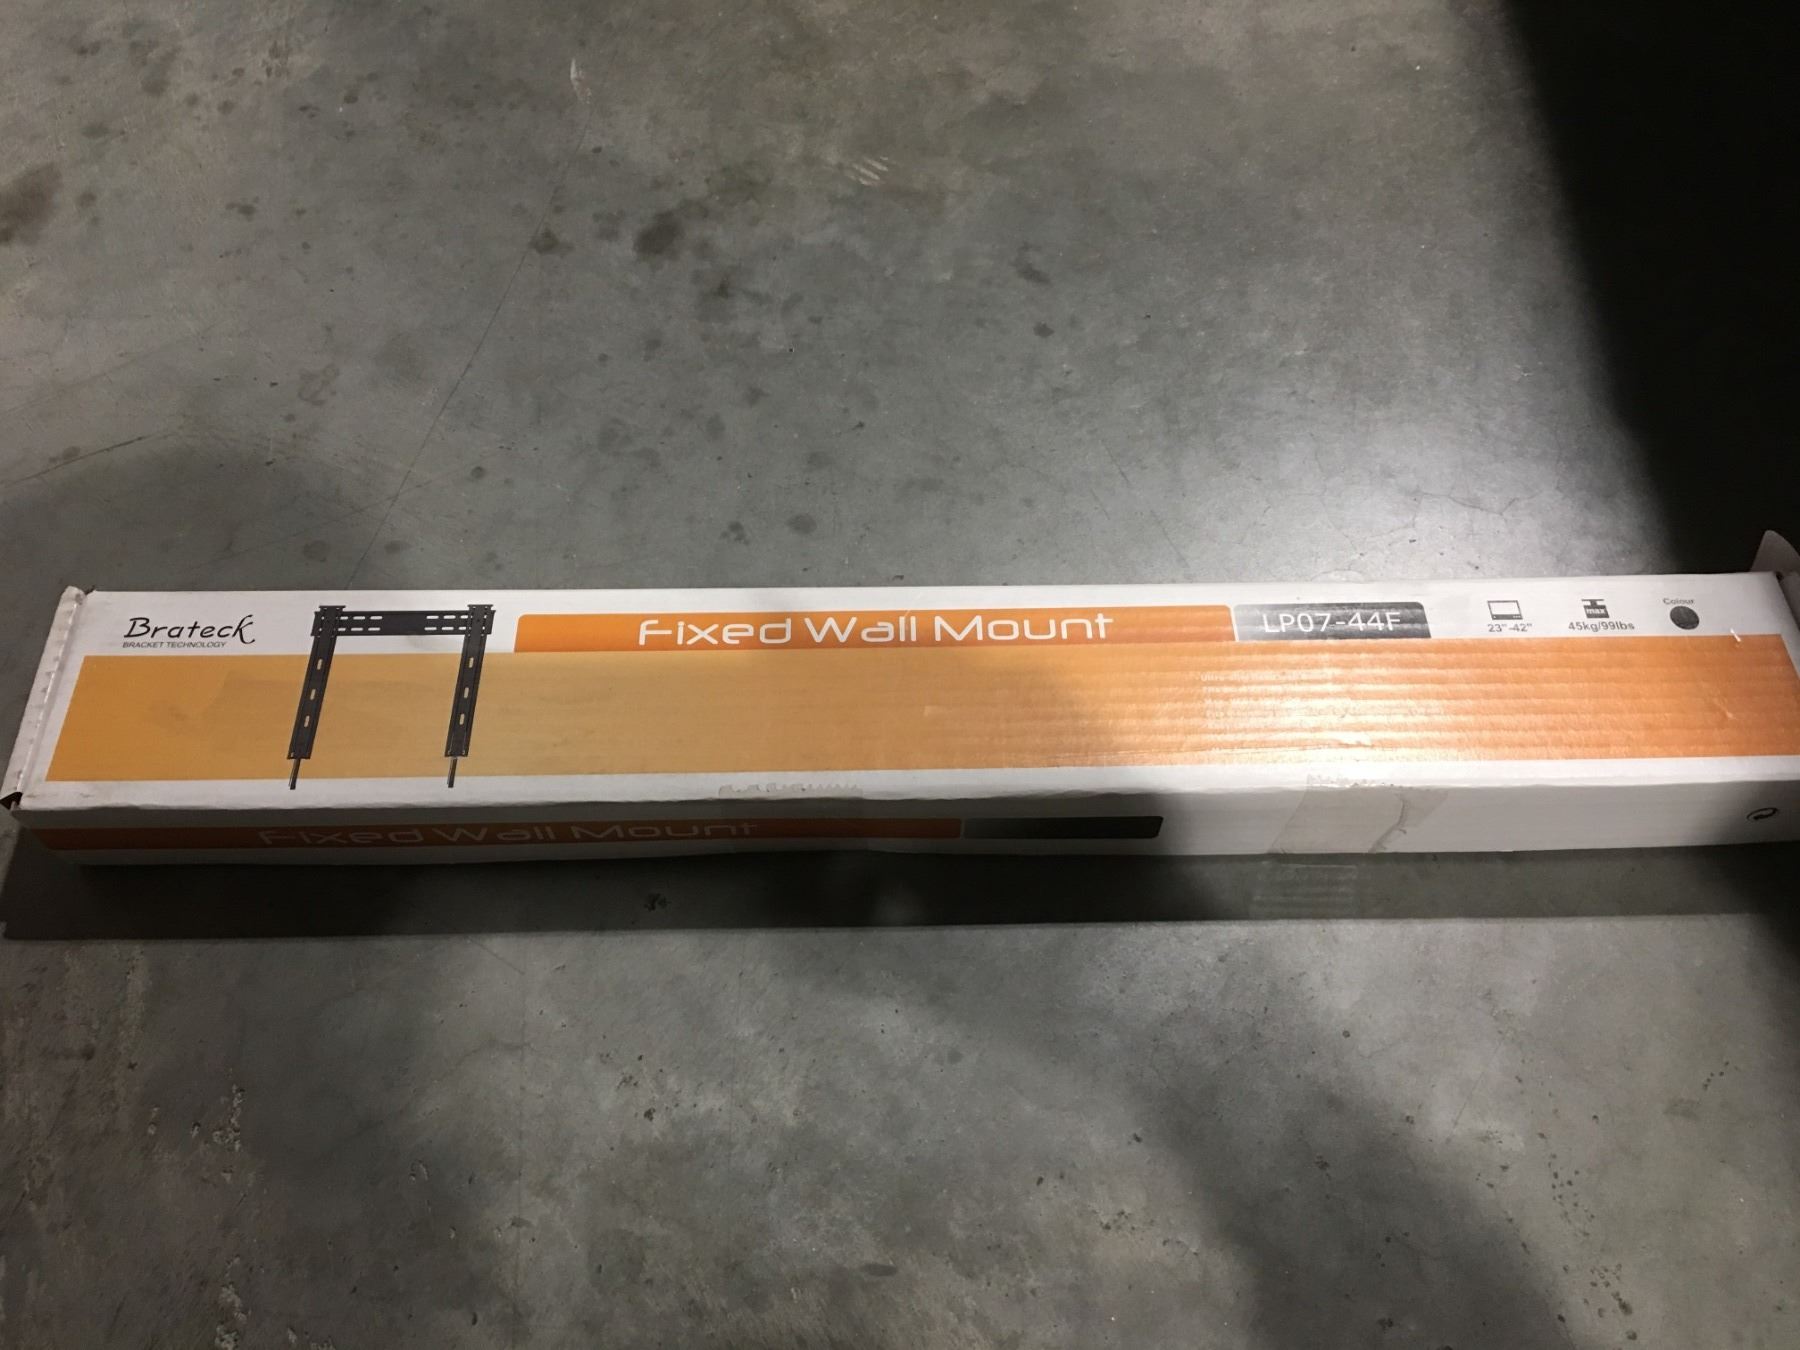 Brateck
BRACKET TECHNOLOGY
Fixed Wall Mount
LP07-44F
23"-42"
max
45kg/99lbs
Colour
Fixed Wall Mount